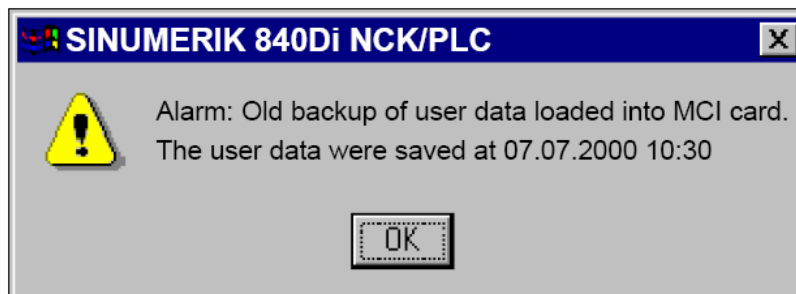 SINUMERIK 840Di NCK/PLC
Alarm: Old backup of user data loaded into MCI card.
The user data were saved at 07.07.2000 10:30
OK